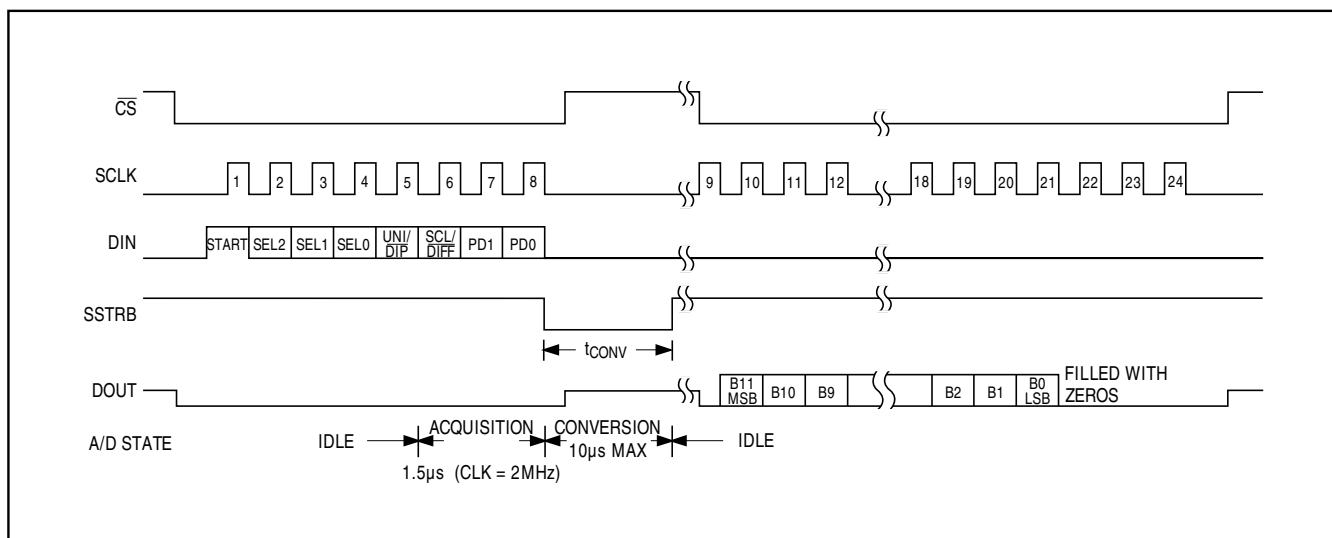 CS
SCLK
1 2 3 4 5 6 7 8 9 10 11 12 18 19 20 21 22 23 24
DIN
START SEL2 SEL1 SEL0 UNI/DIP SCL/DIFF PD1 PD0
SSTRB
tCONV
DOUT
B11 MSB B10 B9 B2 B1 B0 LSB FILLED WITH ZEROS
A/D STATE
IDLE ACQUISITION CONVERSION IDLE
10µs MAX
1.5µs (CLK = 2MHz)